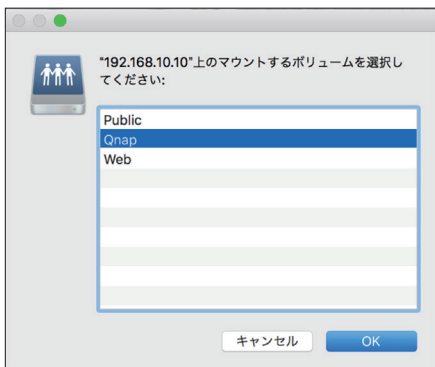 "192.168.10.10"上のマウントするボリュームを選択し
てください:
Public
Qnap
Web
キャンセル
OK